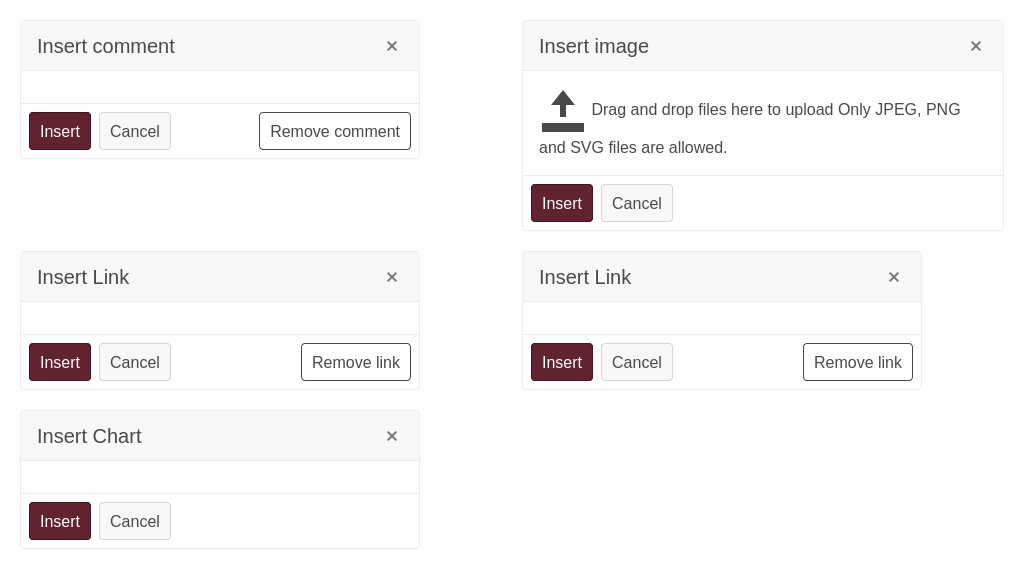 Insert comment
Insert Cancel Remove comment
Insert image
Drag and drop files here to upload Only JPEG, PNG
and SVG files are allowed.
Insert Cancel
Insert Link
Insert Cancel Remove link
Insert Link
Insert Cancel Remove link
Insert Chart
Insert Cancel